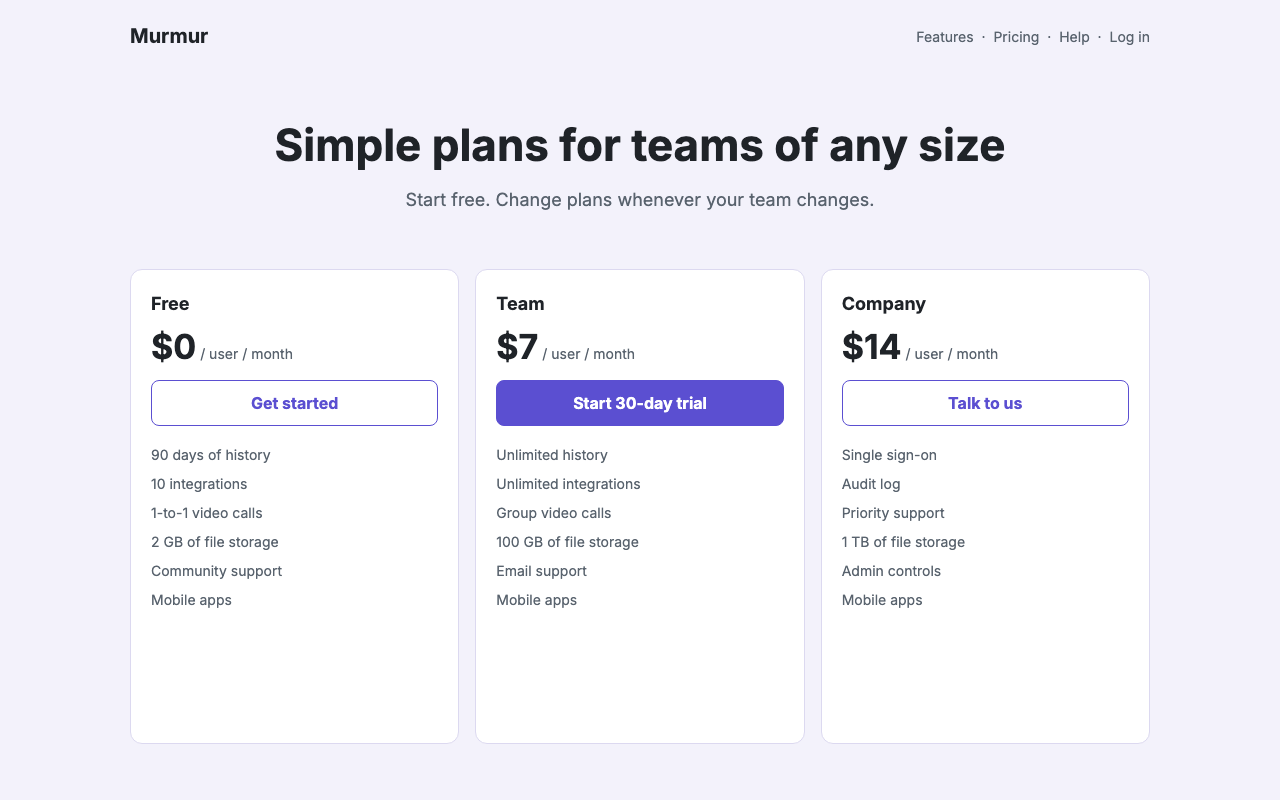 Murmur
Features · Pricing · Help · Log in
Simple plans for teams of any size
Start free. Change plans whenever your team changes.
Free
$0 / user / month
Get started
90 days of history
10 integrations
1-to-1 video calls
2 GB of file storage
Community support
Mobile apps
Team
$7 / user / month
Start 30-day trial
Unlimited history
Unlimited integrations
Group video calls
100 GB of file storage
Email support
Mobile apps
Company
$14 / user / month
Talk to us
Single sign-on
Audit log
Priority support
1 TB of file storage
Admin controls
Mobile apps